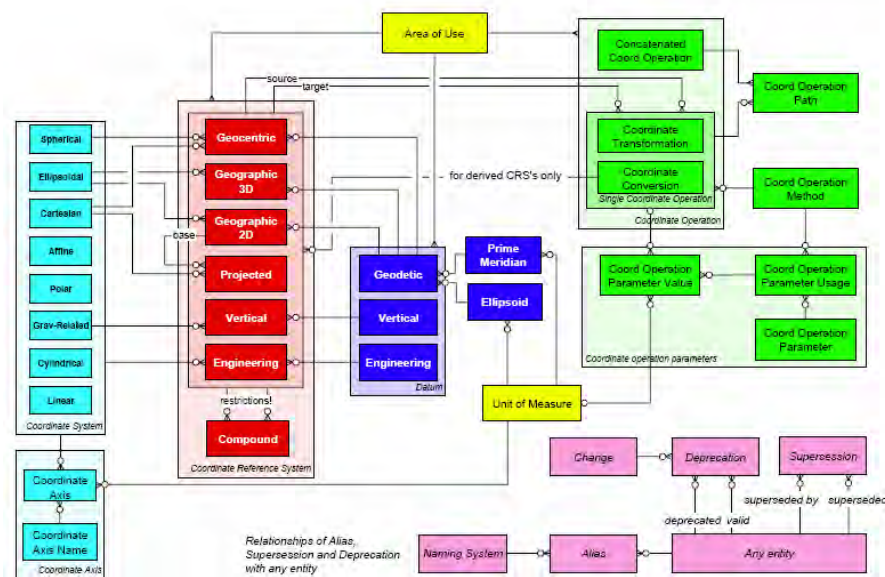 Area of Use
Concatenated
Coord Operation
source
target
Coord Operation
Path
Spherical
Geocentric
Coordinate
Transformation
Ellipsoidal
Geographic
3D
for derived CRS's only
Coordinate
Conversion
Single Coordinate Operation
Coordinate Operation
Coord Operation
Method
Cartesian
Geographic
2D
base
Affine
Projected
Geodetic
Prime
Meridian
Coord Operation
Parameter Value
Coord Operation
Parameter Usage
Polar
Ellipsoid
Grav-Related
Vertical
Vertical
Coord Operation
Parameter
Cylindrical
Engineering
Engineering
Datum
Coordinate operation parameters
Linear
restrictions!
Unit of Measure
Coordinate System
Compound
Coordinate Reference System
Change
Deprecation
Supersession
Coordinate
Axis
superseded by
superseded
deprecated
valid
Coordinate
Axis Name
Coordinate Axis
Relationships of Alias,
Supersession and Deprecation
with any entity
Naming System
Alias
Any entity